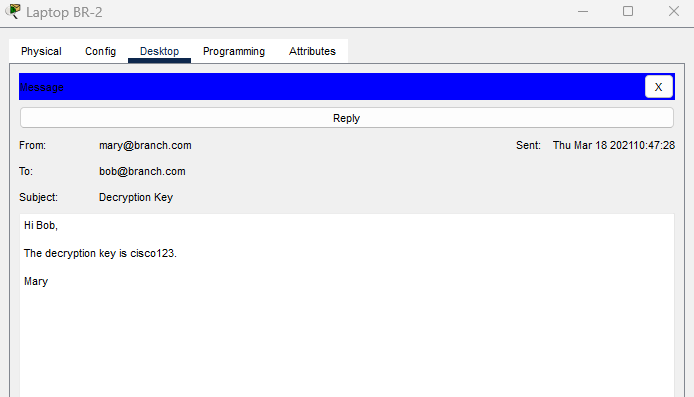 Laptop BR-2
Physical Config Desktop Programming Attributes
Message X
Reply
From: mary@branch.com Sent: Thu Mar 18 202110:47:28
To: bob@branch.com
Subject: Decryption Key
Hi Bob,
The decryption key is cisco123.
Mary